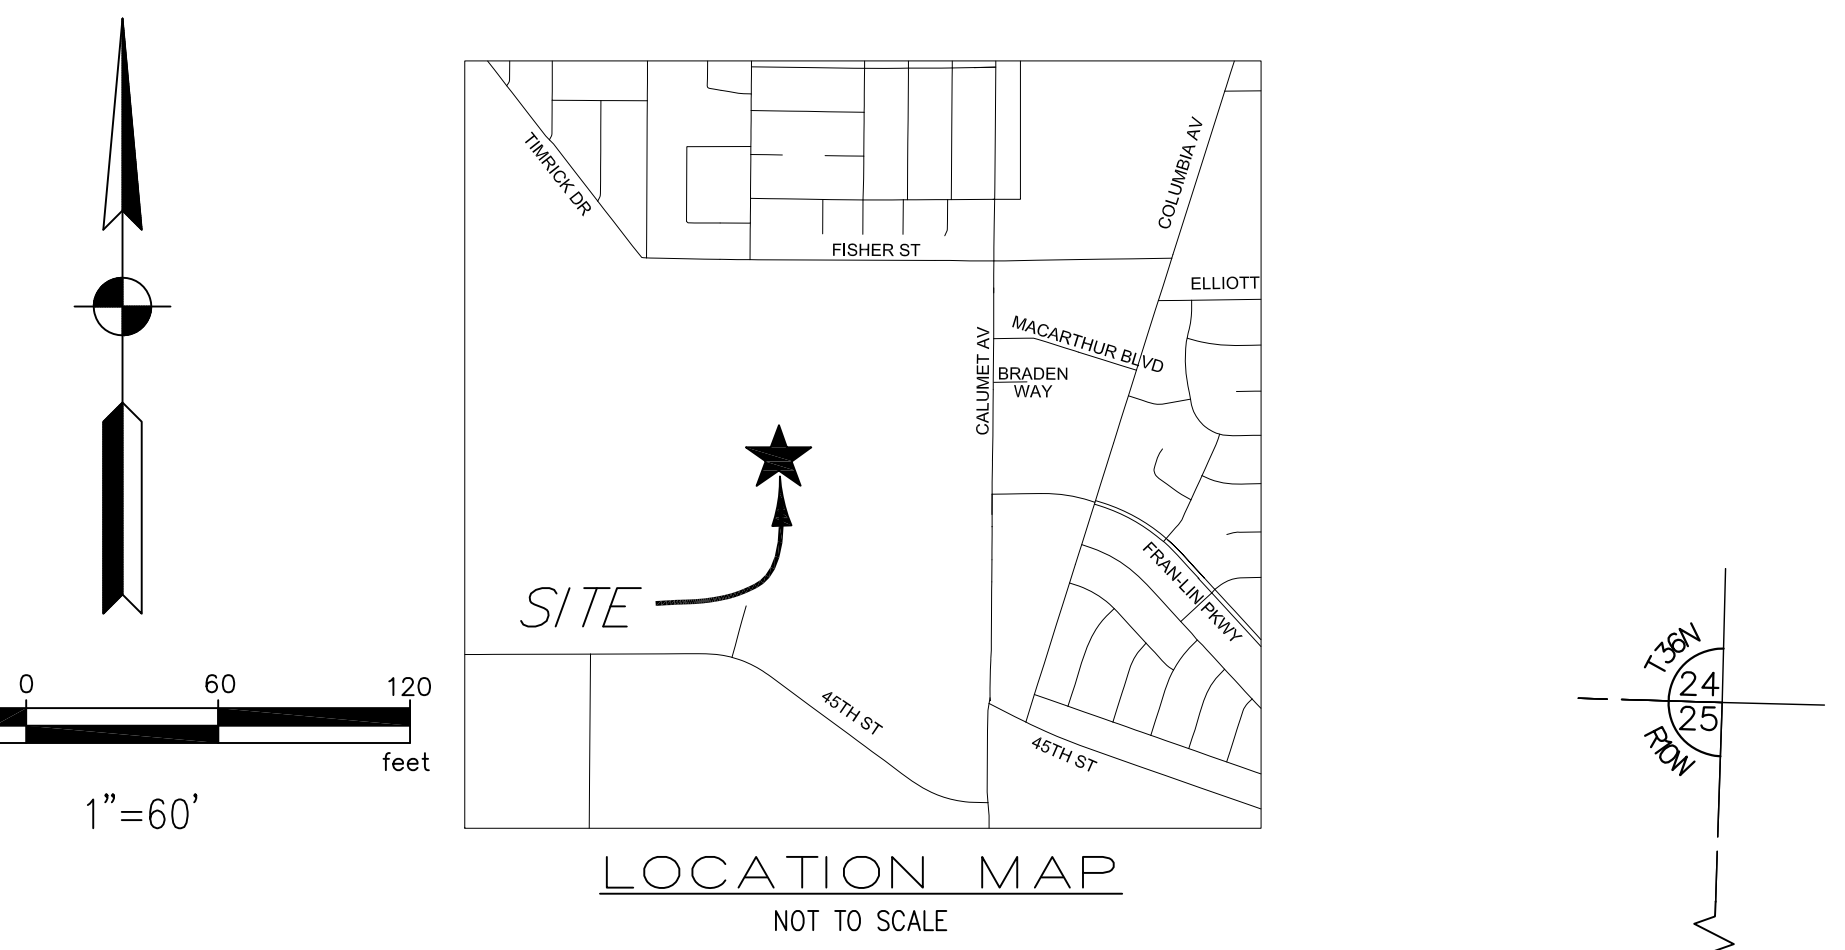 TIMRICK DR
COLUMBIA AV
FISHER ST
ELLIOTT
MACARTHUR BLVD
CALUMET AV
BRADEN
WAY
FRAN-LIN PKWY
SITE
45TH ST
45TH ST
0 60 120
feet
1"=60'
LOCATION MAP
NOT TO SCALE
T36N
24
25
R10W